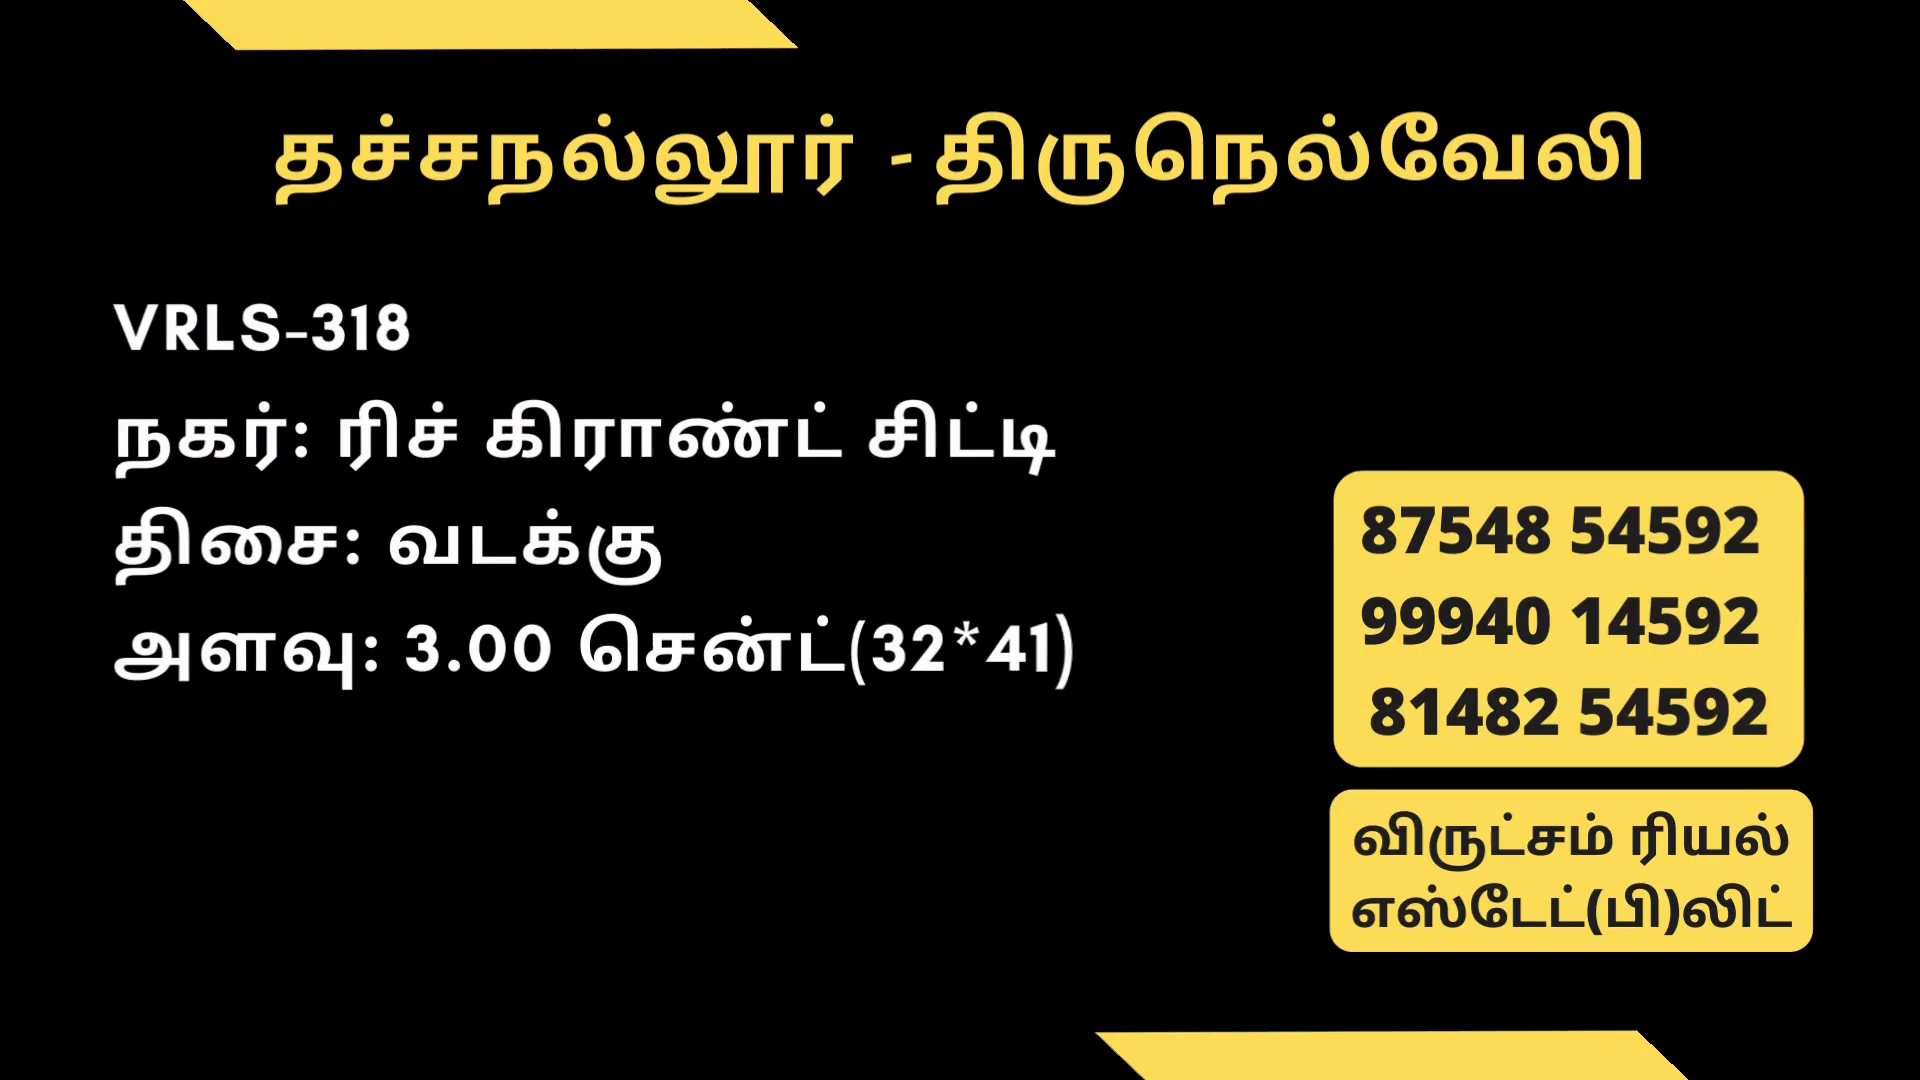 தச்சநல்லூர் - திருநெல்வேலி
VRLS-318
நகர்: ரிச் கிராண்ட் சிட்டி
திசை: வடக்கு
அளவு: 3.00 சென்ட்(32*41)
87548 54592
99940 14592
81482 54592
விருட்சம் ரியல்
எஸ்டேட்(பி)லிட்